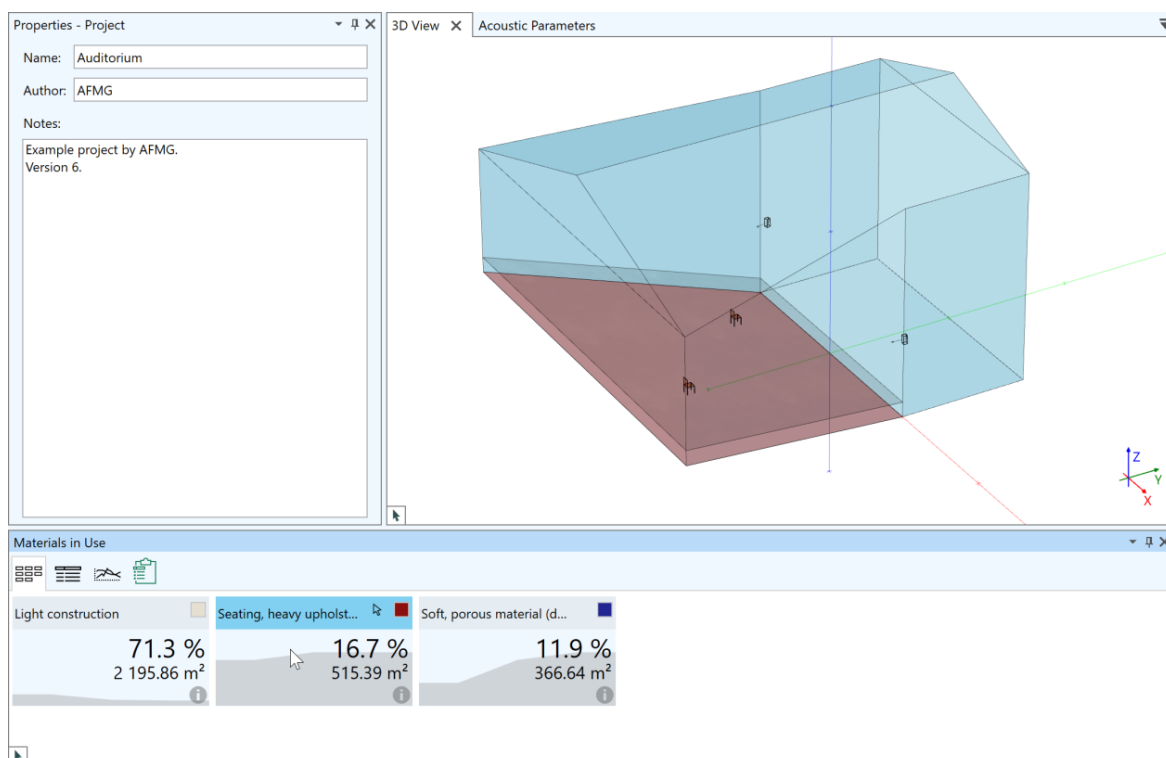 Properties - Project
Name: Auditorium
Author: AFMG
Notes:
Example project by AFMG.
Version 6.
3D View Acoustic Parameters
Z
Y
X
Materials in Use
Light construction
71.3 %
2 195.86 m²
Seating, heavy upholst...
16.7 %
515.39 m²
Soft, porous material (d...
11.9 %
366.64 m²